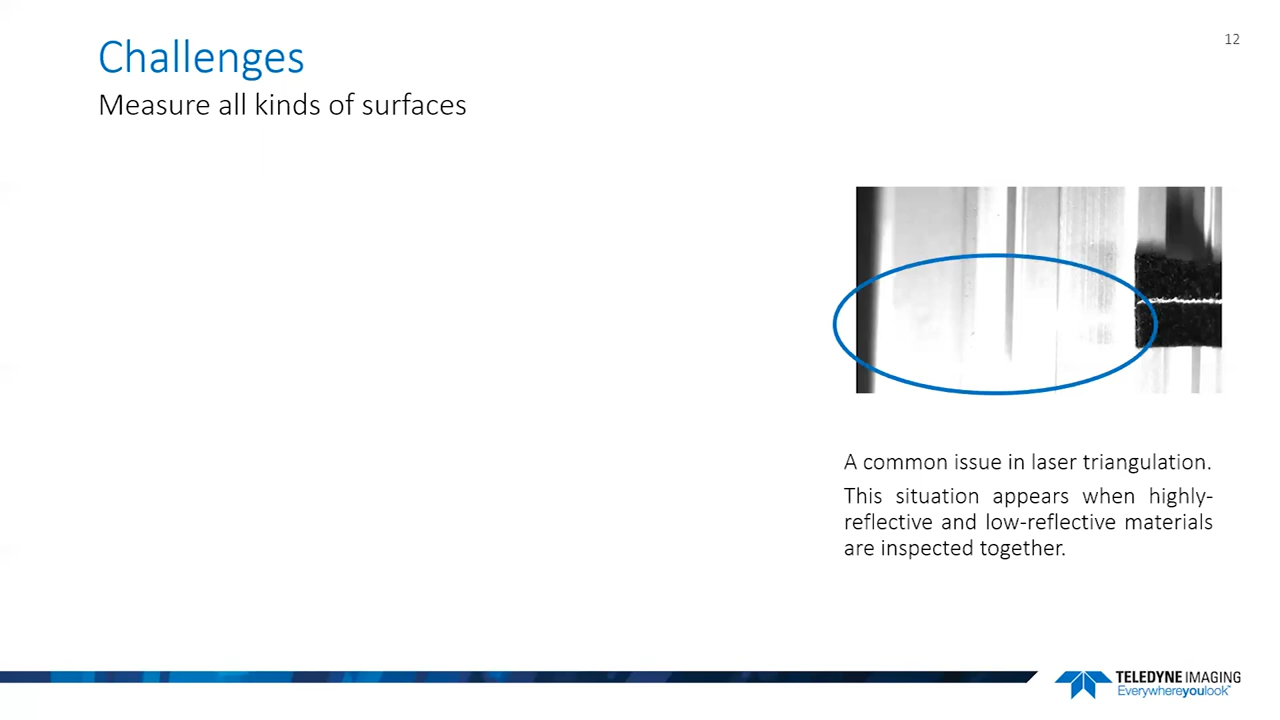 12
Challenges
Measure all kinds of surfaces
A common issue in laser triangulation.
This situation appears when highly-
reflective and low-reflective materials
are inspected together.
TELEDYNE IMAGING
Everywhereyoulook™